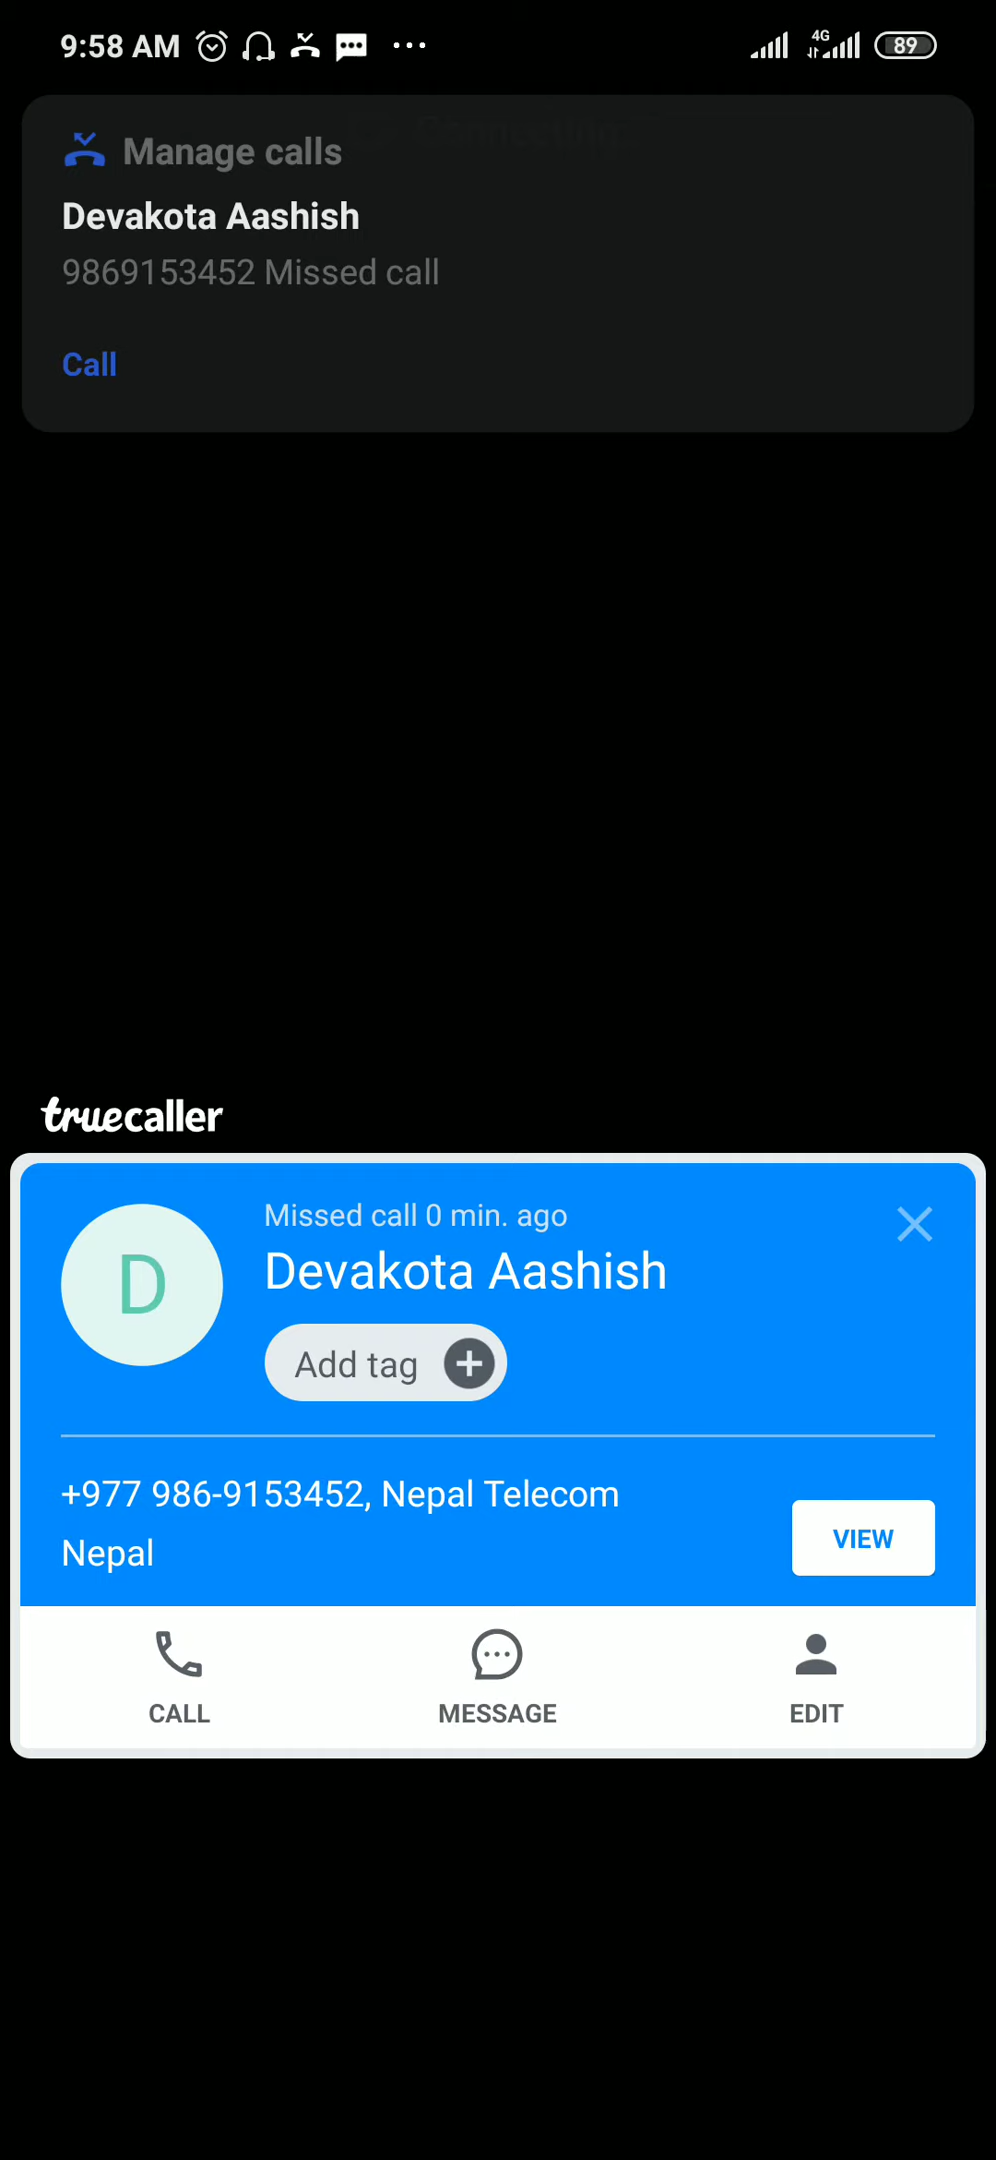 9:58 AM
4G
89
Manage calls
Devakota Aashish
9869153452 Missed call
Call
truecaller
Missed call 0 min. ago
D
Devakota Aashish
Add tag
+977 986-9153452, Nepal Telecom
Nepal
VIEW
CALL
MESSAGE
EDIT